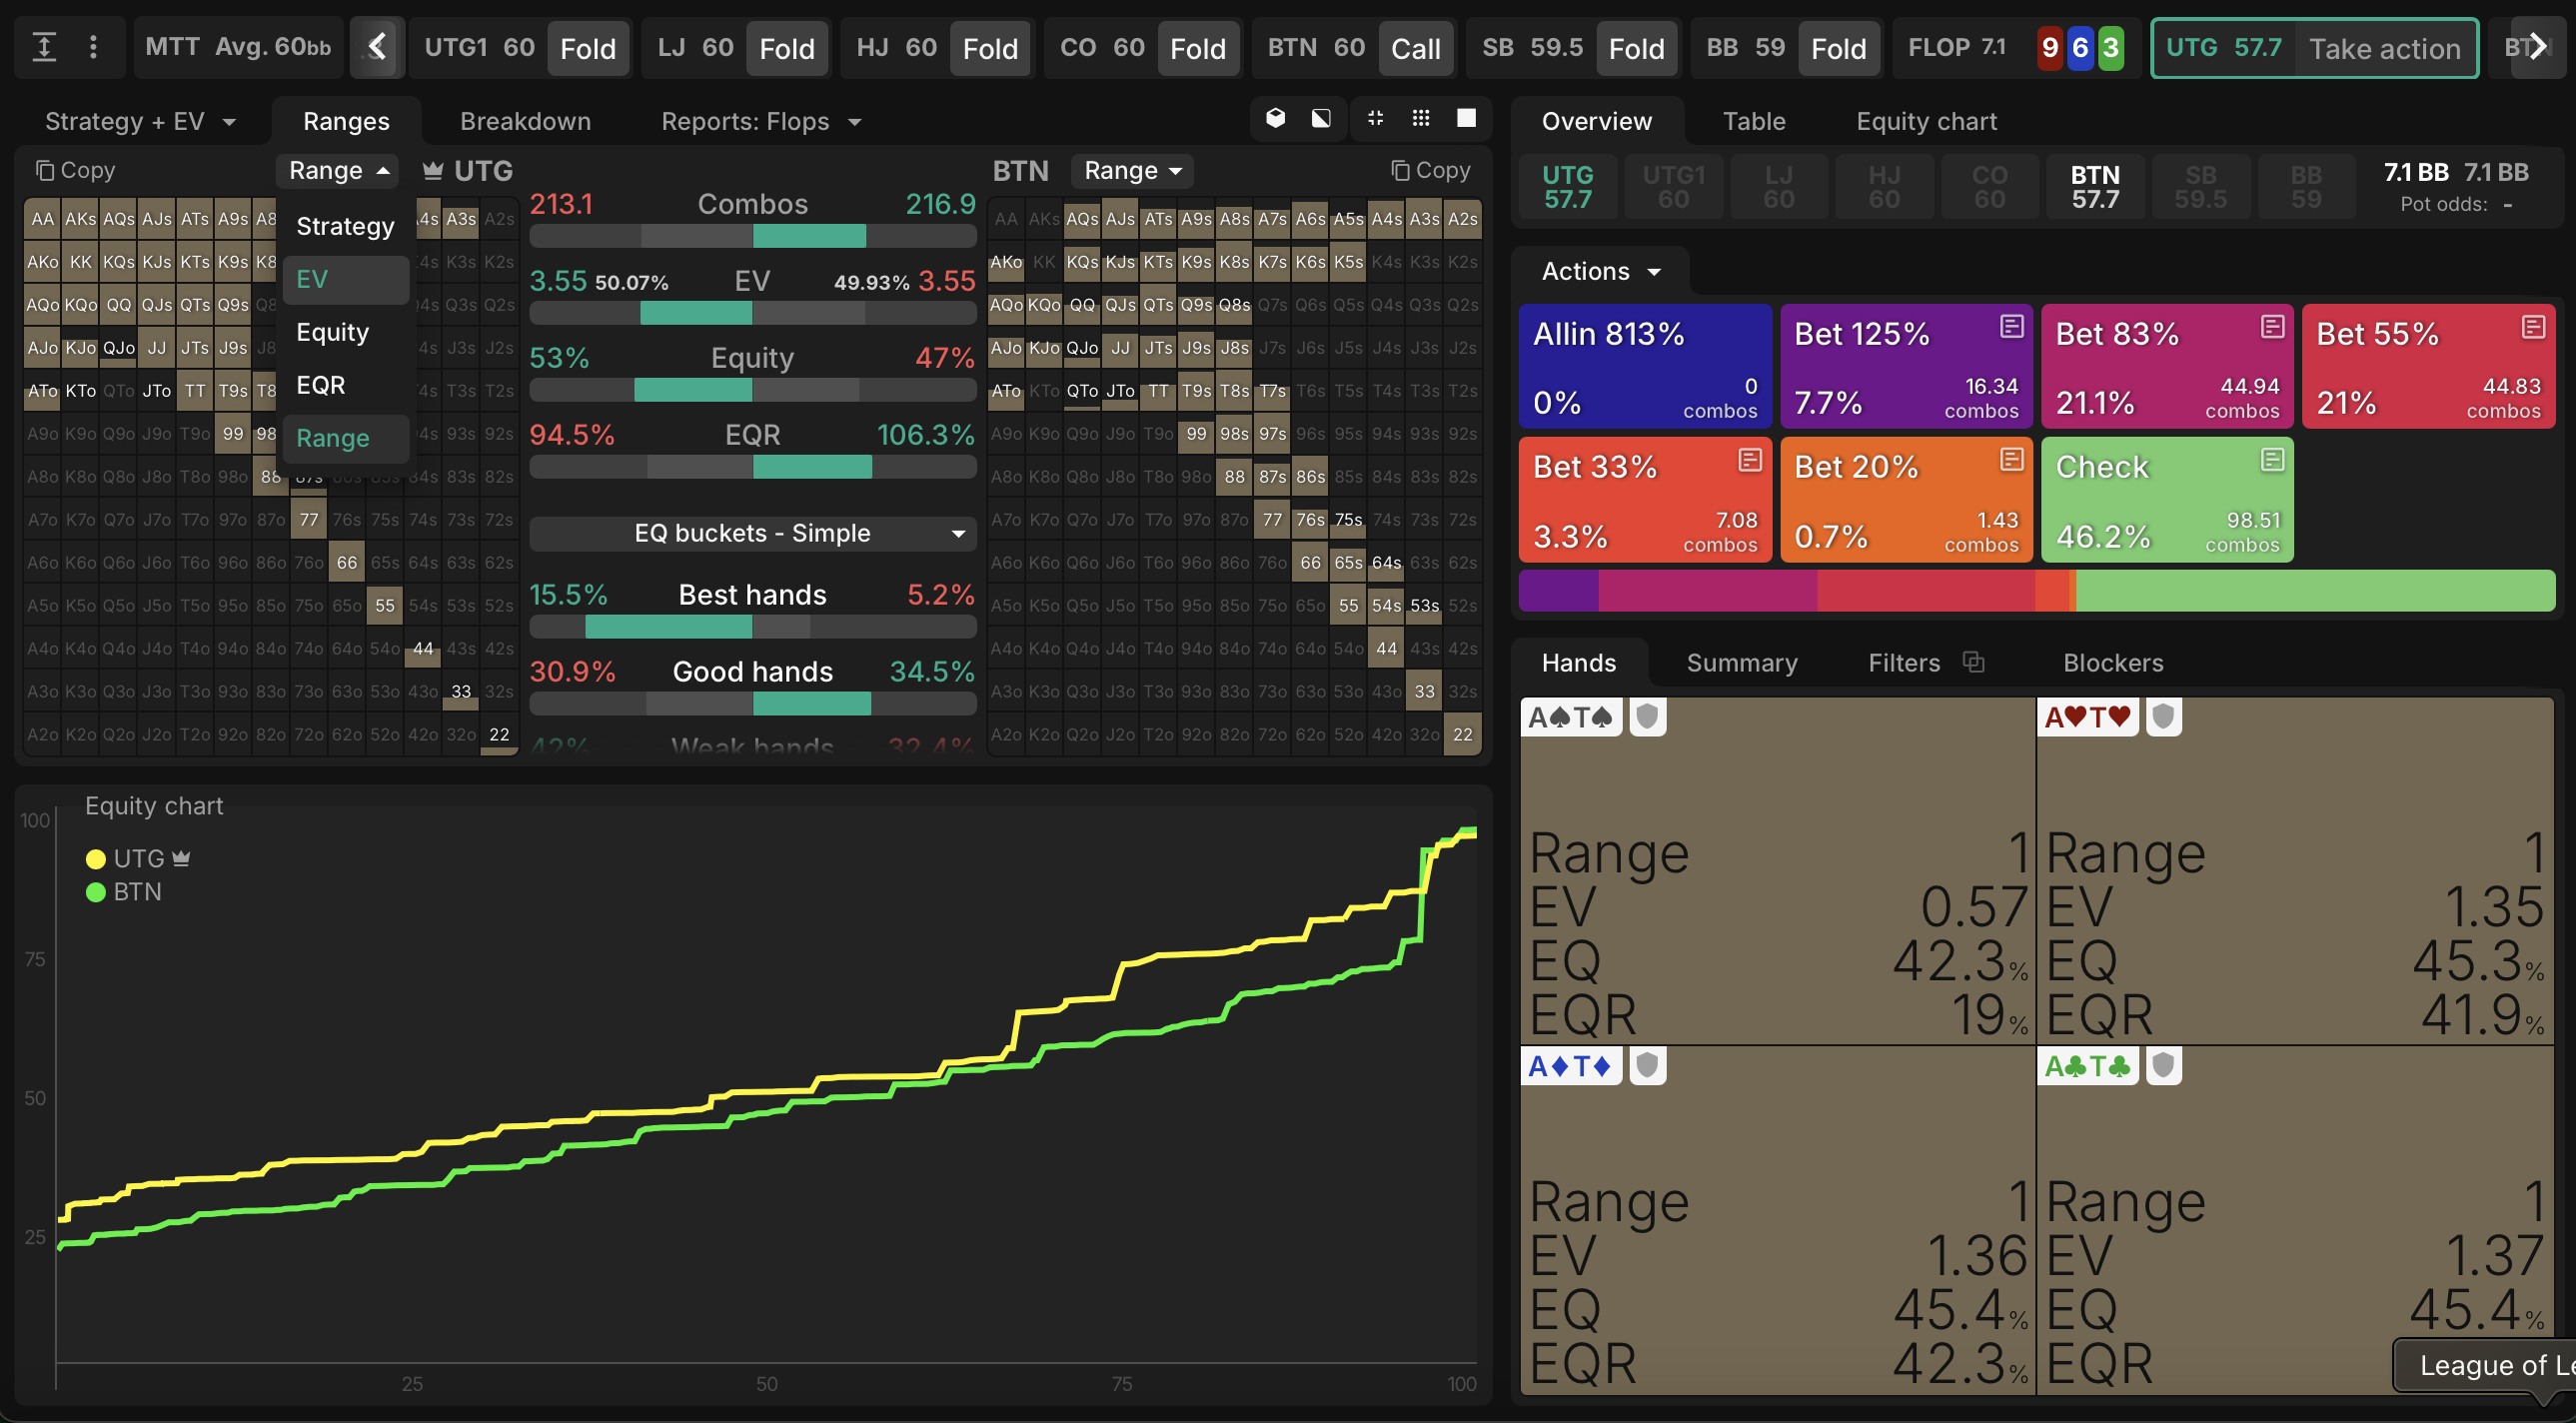 MTT Avg. 60bb UTG1 60 Fold LJ 60 Fold HJ 60 Fold CO 60 Fold BTN 60 Call SB 59.5 Fold BB 59 Fold FLOP 7.1 9 6 3 UTG 57.7 Take action
Strategy + EV Ranges Breakdown Reports: Flops
Copy Range UTG
Strategy
EV
Equity
EQR
Range
AA AKs AQs AJs ATs A9s A3s A2s
AKo KK KQs KJs KTs K9s K3s K2s
AQo KQo QQ QJs QTs Q9s Q3s Q2s
AJo KJo QJo JJ JTs J9s J3s J2s
ATo KTo QTo JTo TT T9s T3s T2s
A9o K9o Q9o J9o T9o 99 93s 92s
A8o K8o Q8o J8o T8o 98o 88 84s 83s 82s
A7o K7o Q7o J7o T7o 97o 87o 77 76s 75s 74s 73s 72s
A6o K6o Q6o J6o T6o 96o 86o 76o 66 65s 64s 63s 62s
A5o K5o Q5o J5o T5o 95o 85o 75o 65o 55 54s 53s 52s
A4o K4o Q4o J4o T4o 94o 84o 74o 64o 54o 44 43s 42s
A3o K3o Q3o J3o T3o 93o 83o 73o 63o 53o 43o 33 32s
A2o K2o Q2o J2o T2o 92o 82o 72o 62o 52o 42o 32o 22
213.1 Combos 216.9
3.55 50.07% EV 49.93% 3.55
53% Equity 47%
94.5% EQR 106.3%
EQ buckets - Simple
15.5% Best hands 5.2%
30.9% Good hands 34.5%
42% Weak hands 32.4%
BTN Range Copy
AA AKs AQs AJs ATs A9s A8s A7s A6s A5s A4s A3s A2s
AKo KK KQs KJs KTs K9s K8s K7s K6s K5s K4s K3s K2s
AQo KQo QQ QJs QTs Q9s Q8s Q7s Q6s Q5s Q4s Q3s Q2s
AJo KJo QJo JJ JTs J9s J8s J7s J6s J5s J4s J3s J2s
ATo KTo QTo JTo TT T9s T8s T7s T6s T5s T4s T3s T2s
A9o K9o Q9o J9o T9o 99 98s 97s 96s 95s 94s 93s 92s
A8o K8o Q8o J8o T8o 98o 88 87s 86s 85s 84s 83s 82s
A7o K7o Q7o J7o T7o 97o 87o 77 76s 75s 74s 73s 72s
A6o K6o Q6o J6o T6o 96o 86o 76o 66 65s 64s 63s 62s
A5o K5o Q5o J5o T5o 95o 85o 75o 65o 55 54s 53s 52s
A4o K4o Q4o J4o T4o 94o 84o 74o 64o 54o 44 43s 42s
A3o K3o Q3o J3o T3o 93o 83o 73o 63o 53o 43o 33 32s
A2o K2o Q2o J2o T2o 92o 82o 72o 62o 52o 42o 32o 22
Equity chart
UTG
BTN
100
75
50
25
25 50 75 100
Overview Table Equity chart
UTG UTG1 LJ HJ CO BTN SB BB 7.1 BB 7.1 BB
57.7 60 60 60 60 57.7 59.5 59 Pot odds: -
Actions
Allin 813% Bet 125% Bet 83% Bet 55%
0% 0 combos 7.7% 16.34 combos 21.1% 44.94 combos 21% 44.83 combos
Bet 33% Bet 20% Check
3.3% 7.08 combos 0.7% 1.43 combos 46.2% 98.51 combos
Hands Summary Filters Blockers
A♠T♠ A♥T♥
Range 1 Range 1
EV 0.57 EV 1.35
EQ 42.3% EQ 45.3%
EQR 19% EQR 41.9%
A♦T♦ A♣T♣
Range 1 Range 1
EV 1.36 EV 1.37
EQ 45.4% EQ 45.4%
EQR 42.3% EQR
League of